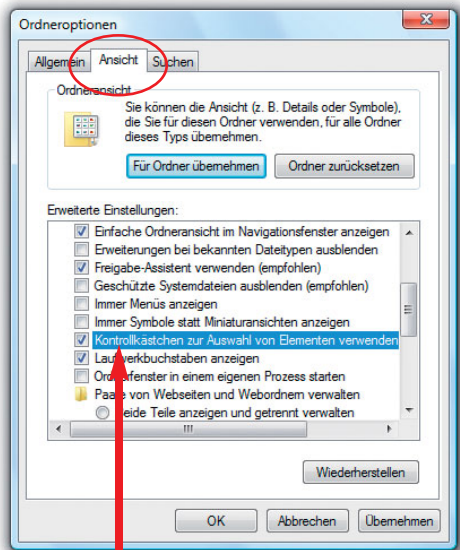 Ordneroptionen
Allgemein Ansicht Suchen
Ordneransicht
Sie können die Ansicht (z. B. Details oder Symbole),
die Sie für diesen Ordner verwenden, für alle Ordner
dieses Typs übernehmen.
Für Ordner übernehmen Ordner zurücksetzen
Erweiterte Einstellungen:
Einfache Ordneransicht im Navigationsfenster anzeigen
Erweiterungen bei bekannten Dateitypen ausblenden
Freigabe-Assistent verwenden (empfohlen)
Geschützte Systemdateien ausblenden (empfohlen)
Immer Menüs anzeigen
Immer Symbole statt Miniaturansichten anzeigen
Kontrollkästchen zur Auswahl von Elementen verwenden
Laufwerkbuchstaben anzeigen
Ordnerfenster in einem eigenen Prozess starten
Paare von Webseiten und Webordnern verwalten
Beide Teile anzeigen und getrennt verwalten
Wiederherstellen
OK Abbrechen Übernehmen